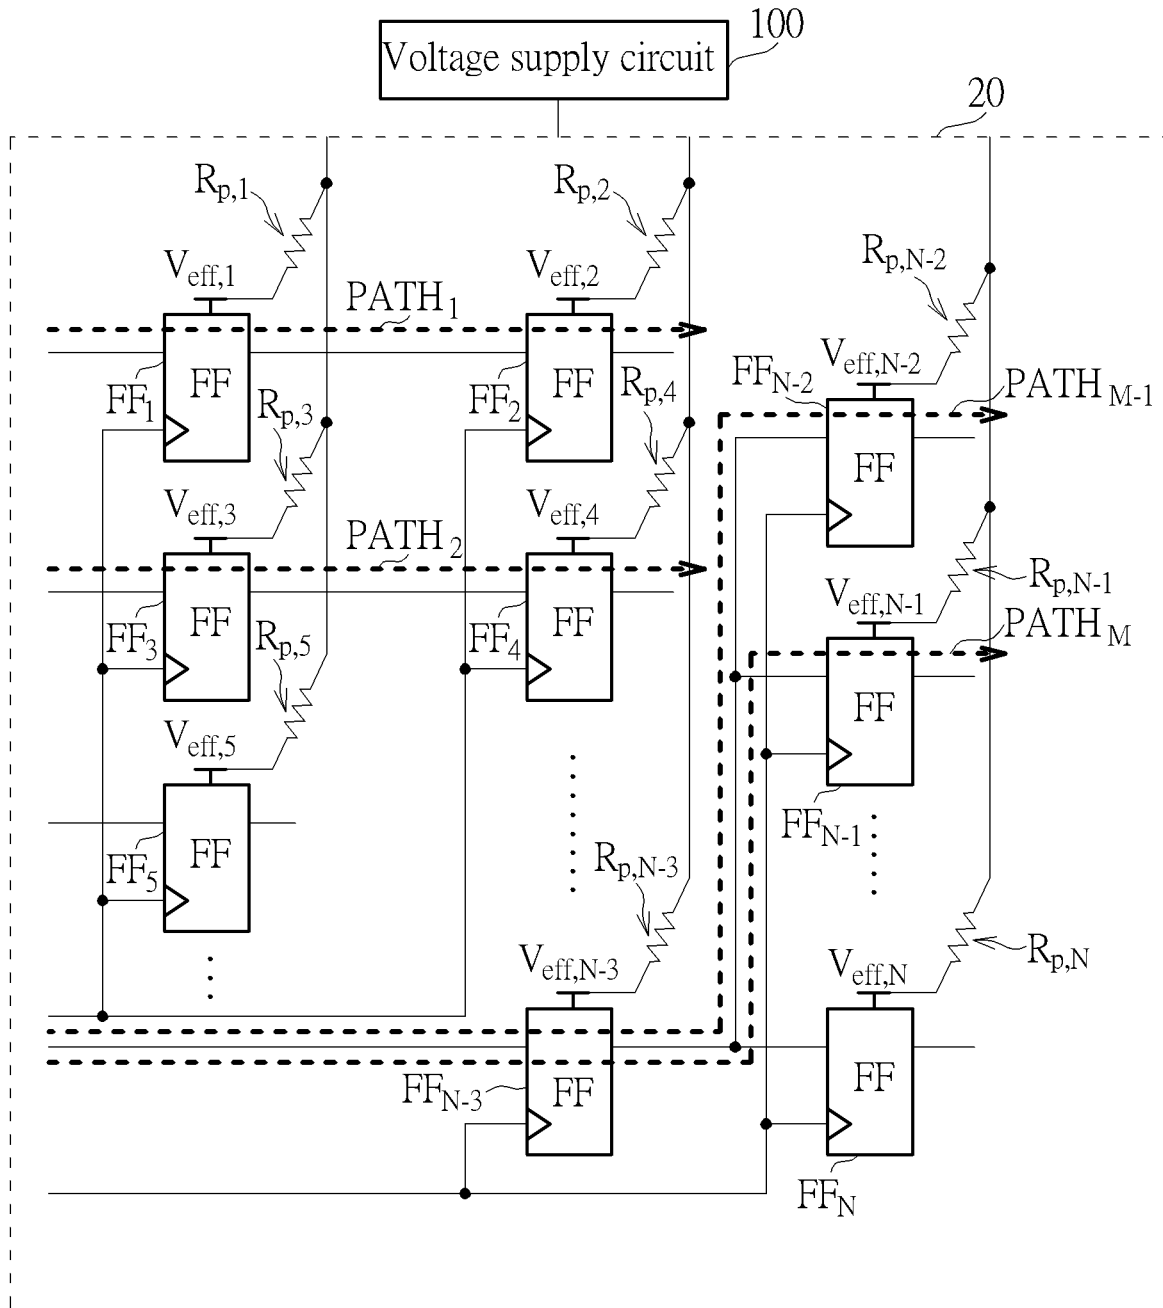 100
Voltage supply circuit
20
Rp,1
Rp,2
Rp,N-2
Veff,1
Veff,2
PATH1
Veff,N-2
FFN-2
PATHM-1
FF
FF1
Rp,3
FF
FF2
Rp,4
FF
Veff,3
Veff,4
PATH2
Rp,N-1
Veff,N-1
PATHM
FF
FF3
Rp,5
FF
FF4
FF
Veff,5
FFN-1
FF
FF5
Rp,N-3
Rp,N
Veff,N-3
Veff,N
FFN-3
FF
FF
FFN